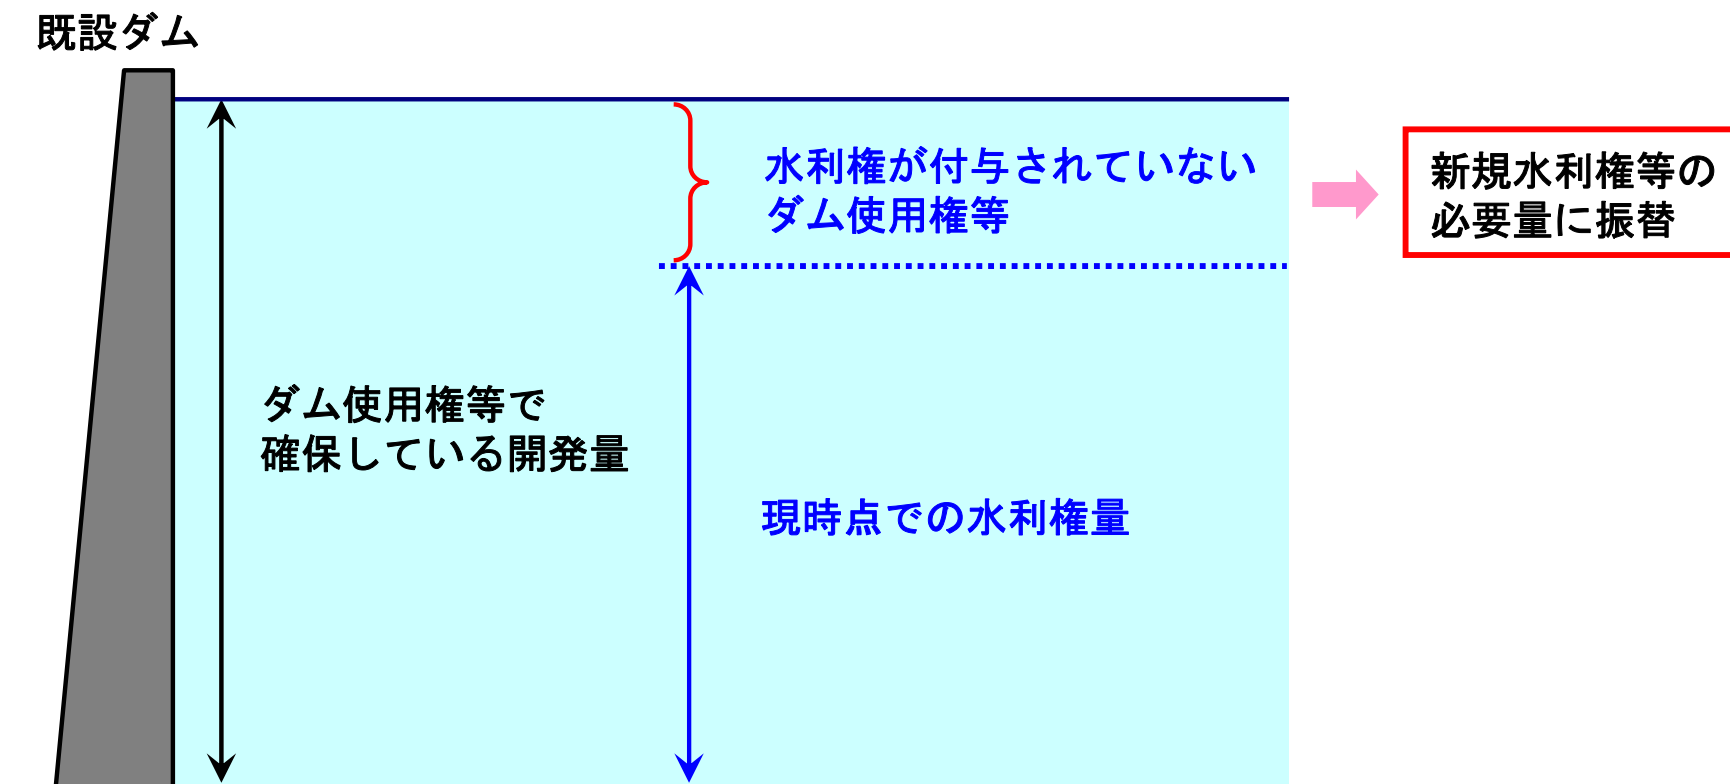 既設ダム
水利権が付与されていない
ダム使用権等
新規水利権等の
必要量に振替
ダム使用権等で
確保している開発量
現時点での水利権量